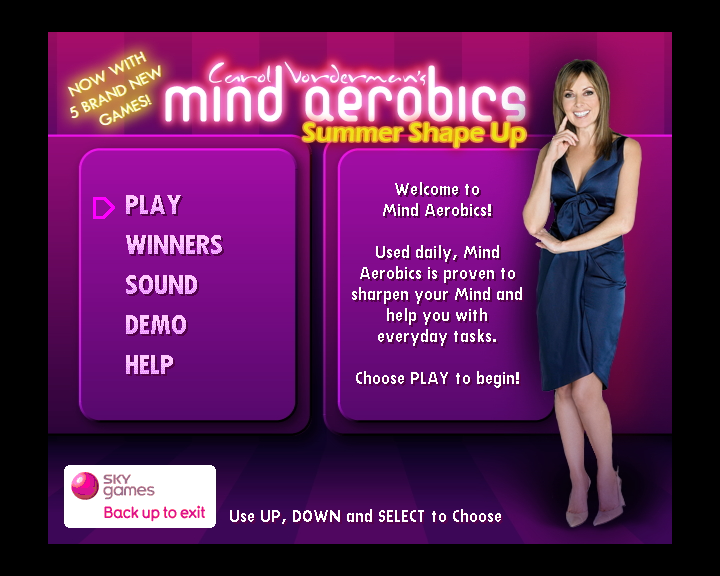 NOW WITH
5 BRAND NEW
GAMES!
Carol Vorderman's
mind aerobics
Summer Shape Up
PLAY
WINNERS
SOUND
DEMO
HELP
Welcome to
Mind Aerobics!
Used daily, Mind
Aerobics is proven to
sharpen your Mind and
help you with
everyday tasks.
Choose PLAY to begin!
SKY
games
Back up to exit
Use UP, DOWN and SELECT to Choose